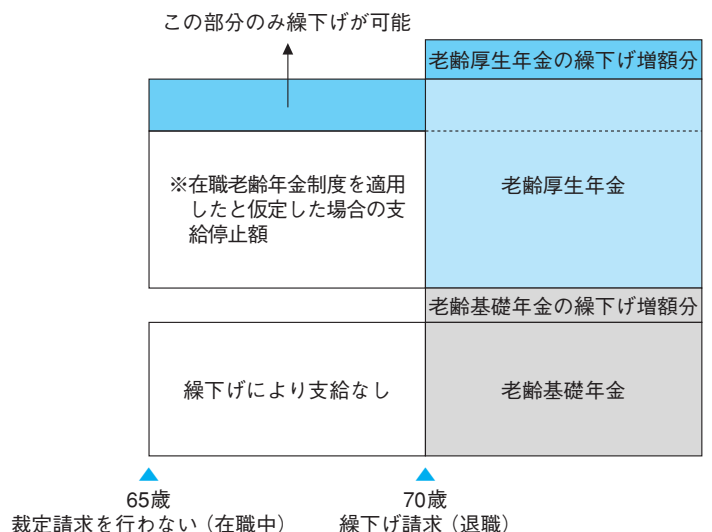 この部分のみ繰下げが可能
老齢厚生年金の繰下げ増額分
※在職老齢年金制度を適用
したと仮定した場合の支
給停止額
老齢厚生年金
老齢基礎年金の繰下げ増額分
繰下げにより支給なし
老齢基礎年金
65歳
裁定請求を行わない（在職中）
70歳
繰下げ請求（退職）